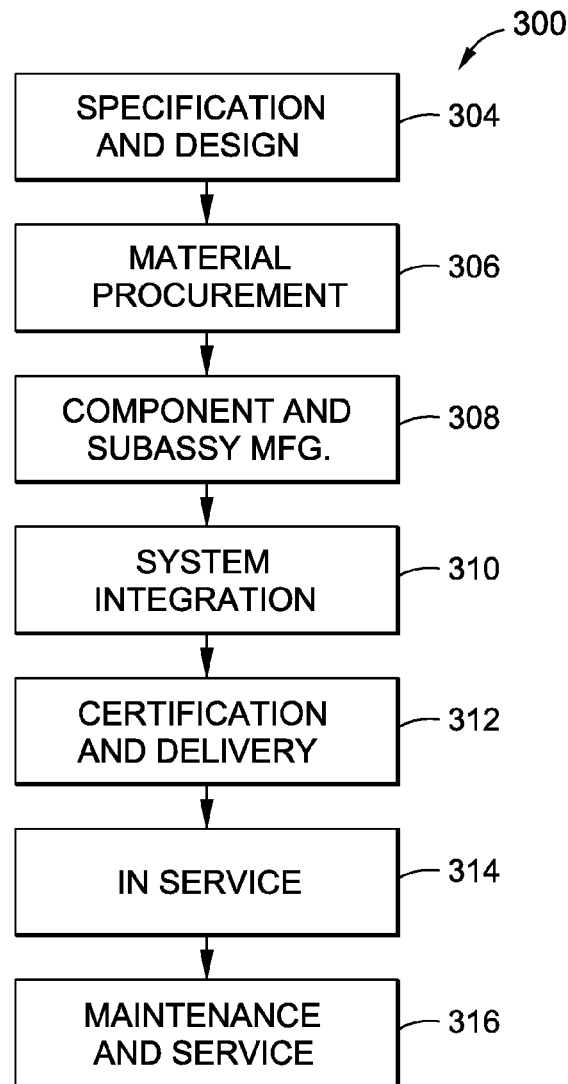 300
SPECIFICATION
AND DESIGN
304
MATERIAL
PROCUREMENT
306
COMPONENT AND
SUBASSY MFG.
308
SYSTEM
INTEGRATION
310
CERTIFICATION
AND DELIVERY
312
IN SERVICE
314
MAINTENANCE
AND SERVICE
316